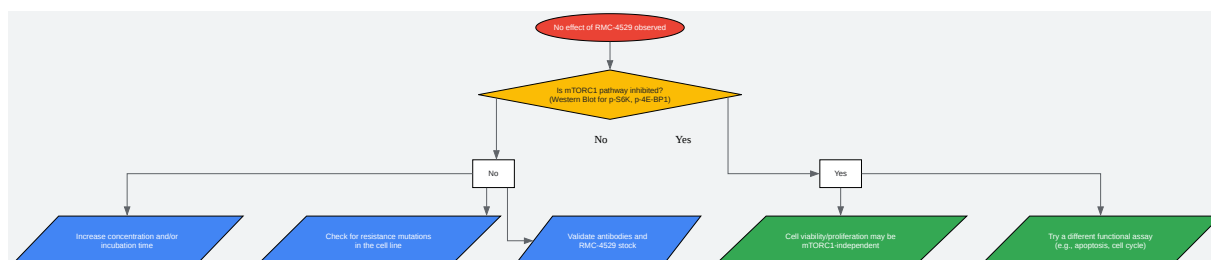 No effect of RMC-4529 observed
Is mTORC1 pathway inhibited?
(Western Blot for p-S6K, p-4E-BP1)
No
Yes
No
Yes
Increase concentration and/or
incubation time
Check for resistance mutations
in the cell line
Validate antibodies and
RMC-4529 stock
Cell viability/proliferation may be
mTORC1-independent
Try a different functional assay
(e.g., apoptosis, cell cycle)